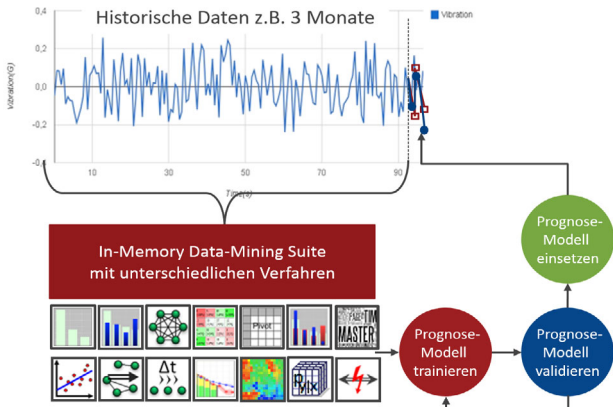 Historische Daten z.B. 3 Monate
Vibration
0,4
0,2
0,0
-0,2
Vibration(G)
10
30
50
70
90
Time(s)
In-Memory Data-Mining Suite
mit unterschiedlichen Verfahren
Prognose-
Modell
einsetzen
Pivot
MASTER
Δt
Prognose-
Modell
trainieren
Prognose-
Modell
validieren